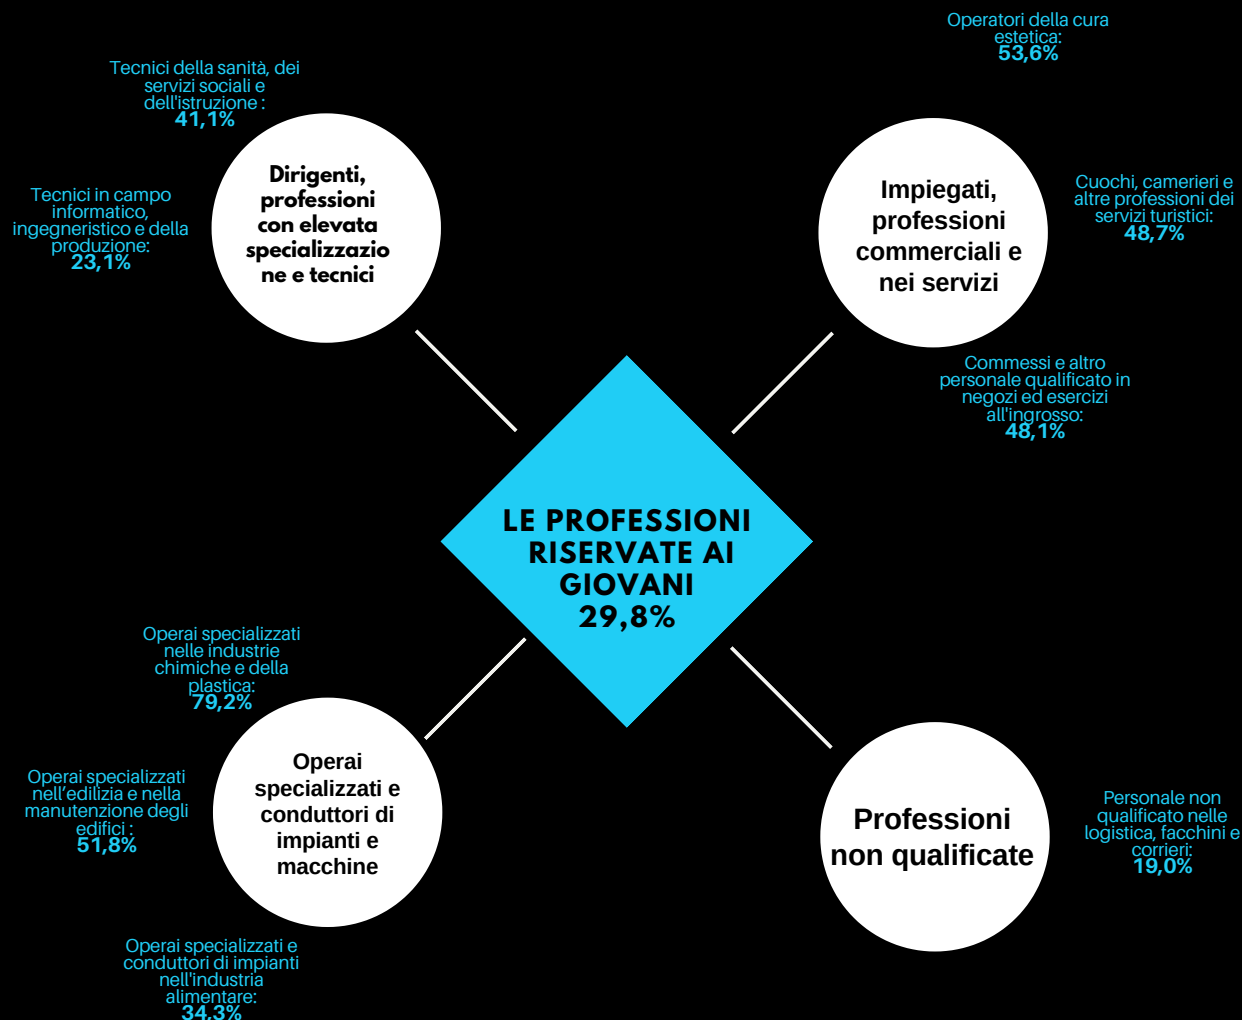 Tecnici della sanità, dei
servizi sociali e
dell'istruzione :
41,1%
Tecnici in campo
informatico,
ingegneristico e della
produzione:
23,1%
Dirigenti,
professioni
con elevata
specializzazio
ne e tecnici
Operatori della cura
estetica:
53,6%
Impiegati,
professioni
commerciali e
nei servizi
Cuochi, camerieri e
altre professioni dei
servizi turistici:
48,7%
Commessi e altro
personale qualificato in
negozi ed esercizi
all'ingrosso:
48,1%
LE PROFESSIONI
RISERVATE AI
GIOVANI
29,8%
Operai specializzati
nelle industrie
chimiche e della
plastica:
79,2%
Operai specializzati
nell’edilizia e nella
manutenzione degli
edifici :
51,8%
Operai
specializzati e
conduttori di
impianti e
macchine
Operai specializzati e
conduttori di impianti
nell'industria
alimentare:
34,3%
Professioni
non qualificate
Personale non
qualificato nelle
logistica, facchini e
corrieri:
19,0%